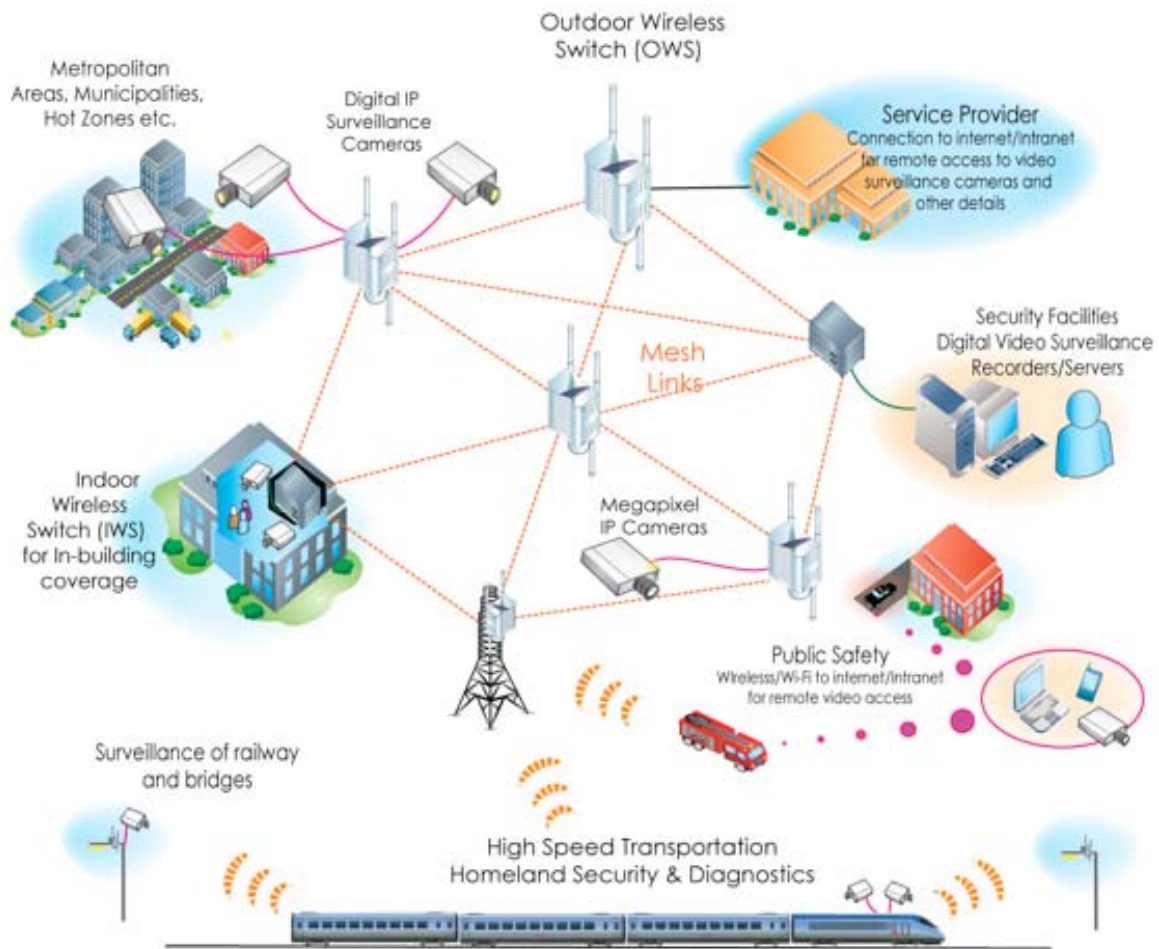 Outdoor Wireless
Switch (OWS)
Metropolitan
Areas, Municipalities,
Hot Zones etc.
Digital IP
Surveillance
Cameras
Service Provider
Connection to internet/Intranet
for remote access to video
surveillance cameras and
other details
Mesh
Links
Security Facilities
Digital Video Surveillance
Recorders/Servers
Indoor
Wireless
Switch (IWS)
for In-building
coverage
Megapixel
IP Cameras
Public Safety
Wirelesss/Wi-Fi to internet/Intranet
for remote video access
Surveillance of railway
and bridges
High Speed Transportation
Homeland Security & Diagnostics